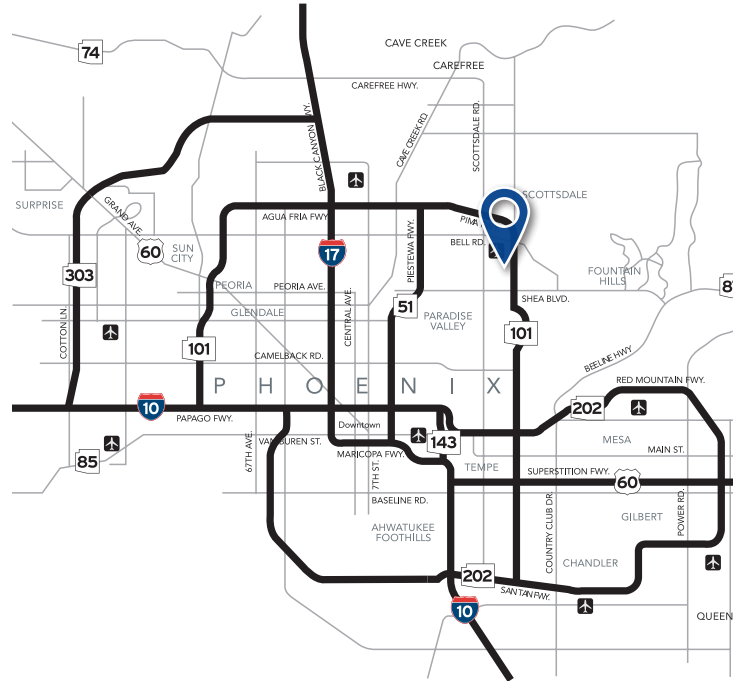 CAVE CREEK
74
CAREFREE
CAREFREE HWY.
BLACK CANYON
WY.
CAVE CREEK RD.
SCOTTSDALE RD.
SURPRISE
GRAND AVE.
SCOTTSDALE
AGUA FRIA FWY.
PIMA
PIESTEWA FWY.
BELL RD.
60
SUN
CITY
17
303
FOUNTAIN
HILLS
PEORIA
PEORIA AVE.
SHEA BLVD.
51
GLENDALE
CENTRAL AVE.
PARADISE
VALLEY
COTTON LN.
101
101
CAMELBACK RD.
BEELINE HWY
PHOENIX
RED MOUNTAIN FWY.
10
202
PAPAGO FWY.
Downtown
67TH AVE.
VAN BUREN ST.
143
MESA
MAIN ST.
85
MARICOPA FWY.
7TH ST.
TEMPE
SUPERSTITION FWY.
60
BASELINE RD.
COUNTRY CLUB DR.
POWER RD.
GILBERT
AHWATUKEE
FOOTHILLS
CHANDLER
202
SANTAN FWY.
10
QUEEN